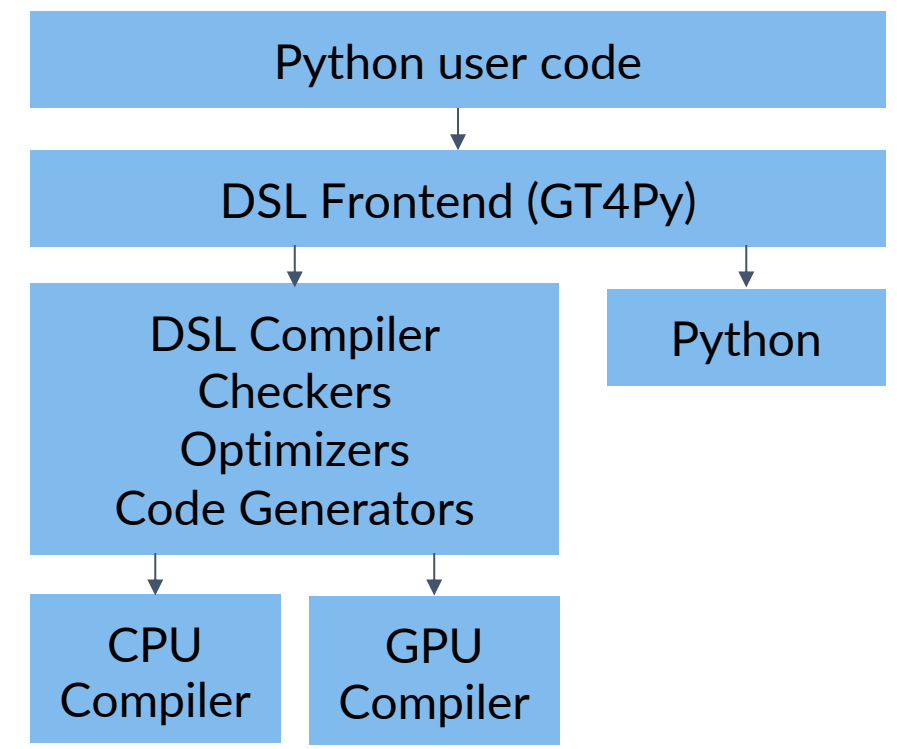 Python user code
DSL Frontend (GT4Py)
DSL Compiler
Checkers
Optimizers
Code Generators
Python
CPU
Compiler
GPU
Compiler